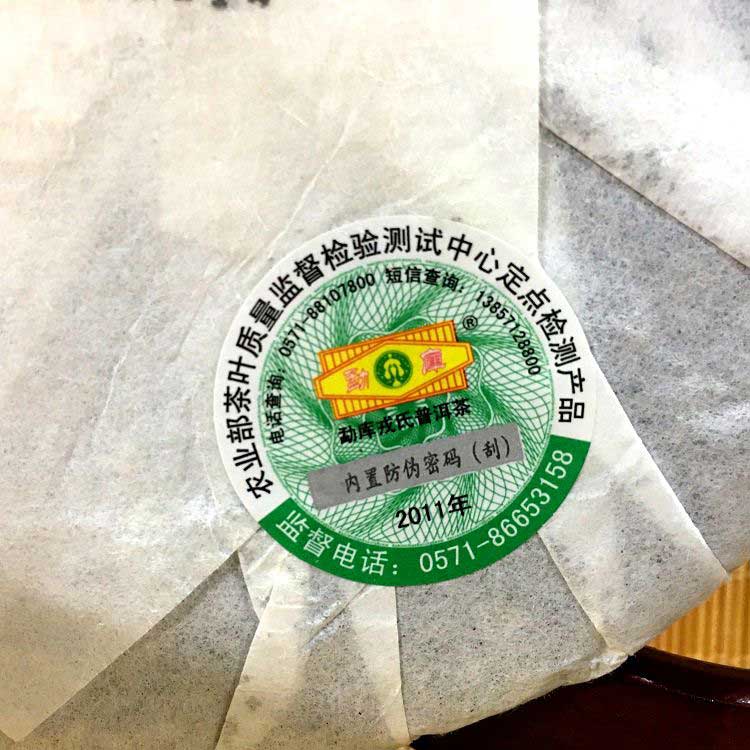 农业部茶叶质量监督检验测试中心定点检测产品
电话查询：0571-88107800 短信查询：13857128800
勐庫®
勐库戎氏普洱茶
内置防伪密码（刮）
2011年
监督电话：0571-86653158